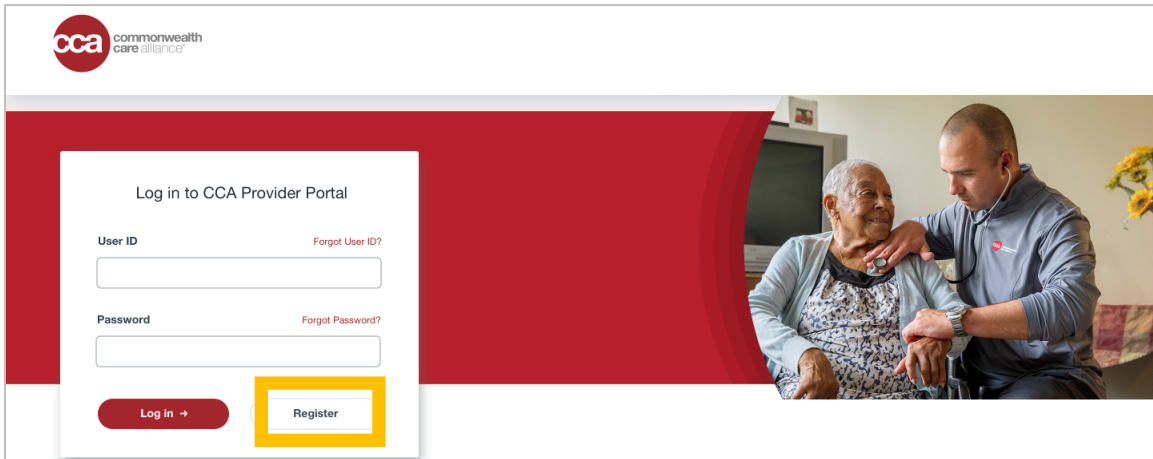 cca
commonwealth
care alliance®
Log in to CCA Provider Portal
User ID
Forgot User ID?
Password
Forgot Password?
Log in →
Register
cca